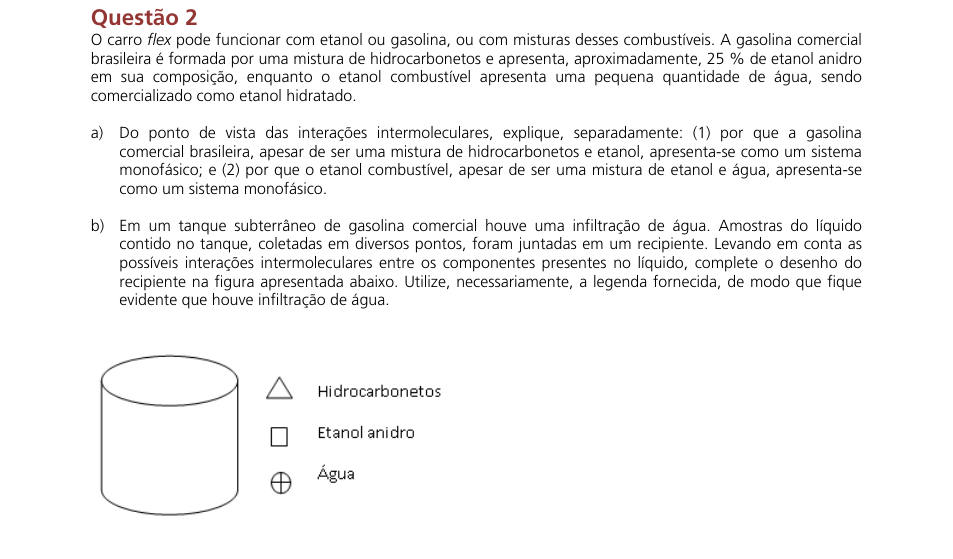 Questão 2
O carro flex pode funcionar com etanol ou gasolina, ou com misturas desses combustíveis. A gasolina comercial
brasileira é formada por uma mistura de hidrocarbonetos e apresenta, aproximadamente, 25 % de etanol anidro
em sua composição, enquanto o etanol combustível apresenta uma pequena quantidade de água, sendo
comercializado como etanol hidratado.
a) Do ponto de vista das interações intermoleculares, explique, separadamente: (1) por que a gasolina
comercial brasileira, apesar de ser uma mistura de hidrocarbonetos e etanol, apresenta-se como um sistema
monofásico; e (2) por que o etanol combustível, apesar de ser uma mistura de etanol e água, apresenta-se
como um sistema monofásico.
b) Em um tanque subterrâneo de gasolina comercial houve uma infiltração de água. Amostras do líquido
contido no tanque, coletadas em diversos pontos, foram juntadas em um recipiente. Levando em conta as
possíveis interações intermoleculares entre os componentes presentes no líquido, complete o desenho do
recipiente na figura apresentada abaixo. Utilize, necessariamente, a legenda fornecida, de modo que fique
evidente que houve infiltração de água.
Hidrocarbonetos
Etanol anidro
Água